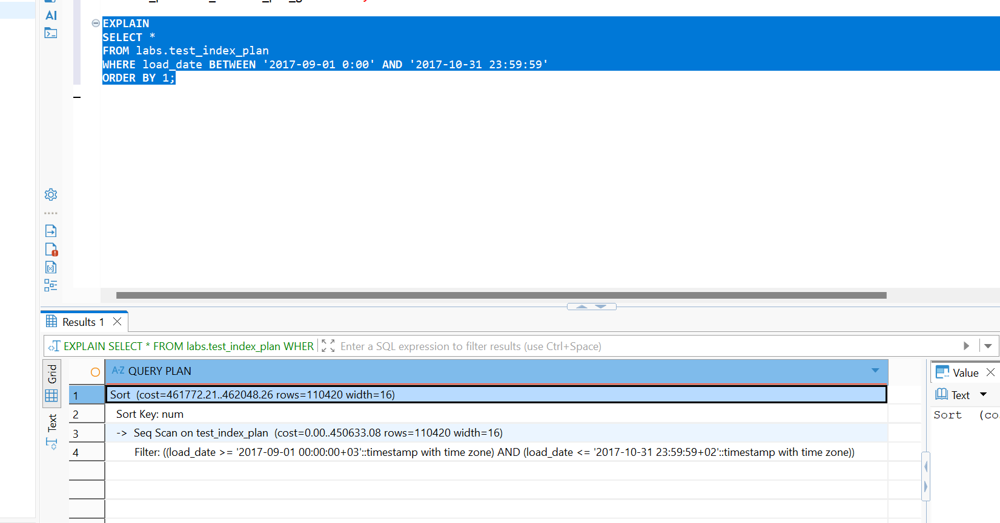 AI
EXPLAIN
SELECT *
FROM labs.test_index_plan
WHERE load_date BETWEEN '2017-09-01 0:00' AND '2017-10-31 23:59:59'
ORDER BY 1;
Results 1
EXPLAIN SELECT * FROM labs.test_index_plan WHER
Enter a SQL expression to filter results (use Ctrl+Space)
Grid
Text
A-Z QUERY PLAN
1 Sort (cost=461772.21..462048.26 rows=110420 width=16)
2 Sort Key: num
3 -> Seq Scan on test_index_plan (cost=0.00..450633.08 rows=110420 width=16)
4 Filter: ((load_date >= '2017-09-01 00:00:00+03'::timestamp with time zone) AND (load_date <= '2017-10-31 23:59:59+02'::timestamp with time zone))
Value
Text
Sort (co